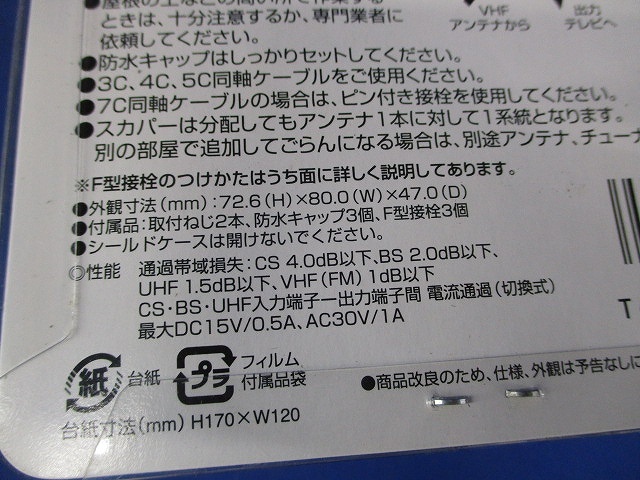 ●屋根の上などの高い所で作業する
ときは、十分注意するか、専門業者に
依頼してください。
VHF
アンテナから
出力
テレビへ
●防水キャップはしっかりセットしてください。
●3C、4C、5C同軸ケーブルをご使用ください。
●7C同軸ケーブルの場合は、ピン付き接栓を使用してください。
●スカパーは分配してもアンテナ1本に対して1系統となります。
別の部屋で追加してごらんになる場合は、別途アンテナ、チューナ
※F型接栓のつけかたはうち面に詳しく説明してあります。
●外観寸法(mm):72.6(H)×80.0(W)×47.0(D)
●付属品:取付ねじ2本、防水キャップ3個、F型接栓3個
●シールドケースは開けないでください。
◎性能 通過帯域損失:CS 4.0dB以下、BS 2.0dB以下、
UHF 1.5dB以下、VHF(FM) 1dB以下
CS・BS・UHF入力端子ー出力端子間 電流通過(切換式)
最大DC15V/0.5A、AC30V/1A
T
紙 台紙
プラ フィルム
付属品袋
●商品改良のため、仕様、外観は予告なしに
台紙寸法(mm) H170×W120